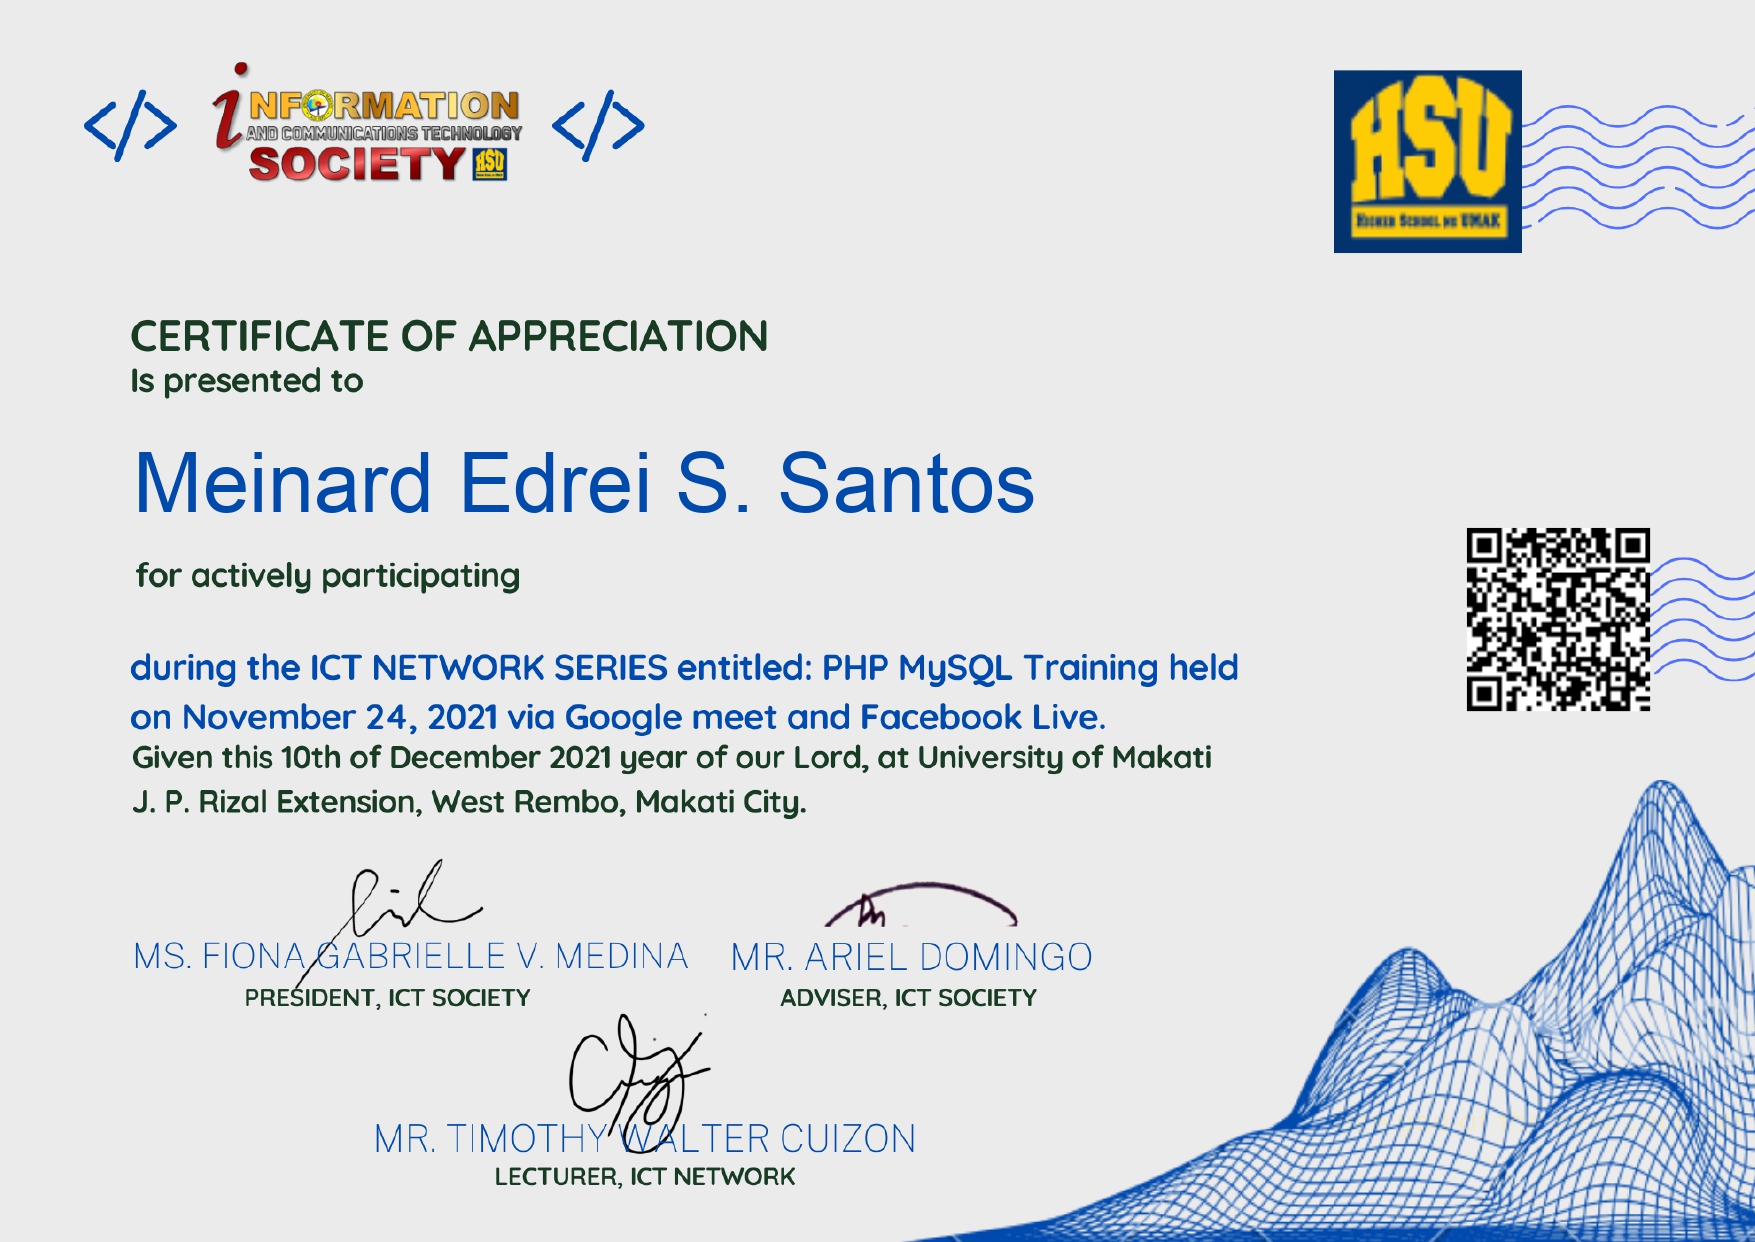 </> iNFORMATION </>
AND COMMUNICATIONS TECHNOLOGY
SOCIETY HSU
HSU
HIGHER SCHOOL NG UMAK
CERTIFICATE OF APPRECIATION
Is presented to
Meinard Edrei S. Santos
for actively participating
during the ICT NETWORK SERIES entitled: PHP MySQL Training held
on November 24, 2021 via Google meet and Facebook Live.
Given this 10th of December 2021 year of our Lord, at University of Makati
J. P. Rizal Extension, West Rembo, Makati City.
MS. FIONA GABRIELLE V. MEDINA MR. ARIEL DOMINGO
PRESIDENT, ICT SOCIETY ADVISER, ICT SOCIETY
MR. TIMOTHY WALTER CUIZON
LECTURER, ICT NETWORK